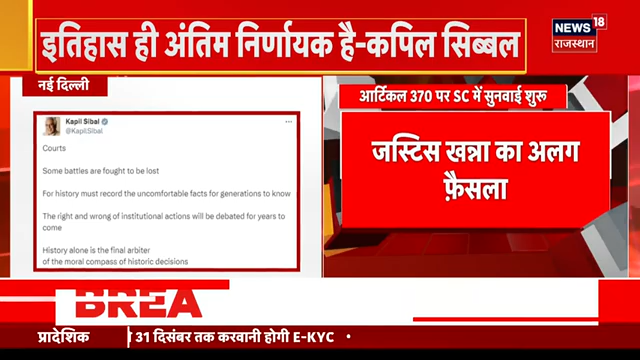 इतिहास ही अंतिम निर्णायक है-कपिल सिब्बल
NEWS 18
राजस्थान
नई दिल्ली
Kapil Sibal
@KapilSibal
Courts
Some battles are fought to be lost
For history must record the uncomfortable facts for generations to know
The right and wrong of institutional actions will be debated for years to
come
History alone is the final arbiter
of the moral compass of historic decisions
आर्टिकल 370 पर SC में सुनवाई शुरू
जस्टिस खन्ना का अलग
फ़ैसला
BREA
प्रादेशिक
31 दिसंबर तक करवानी होगी E-KYC •